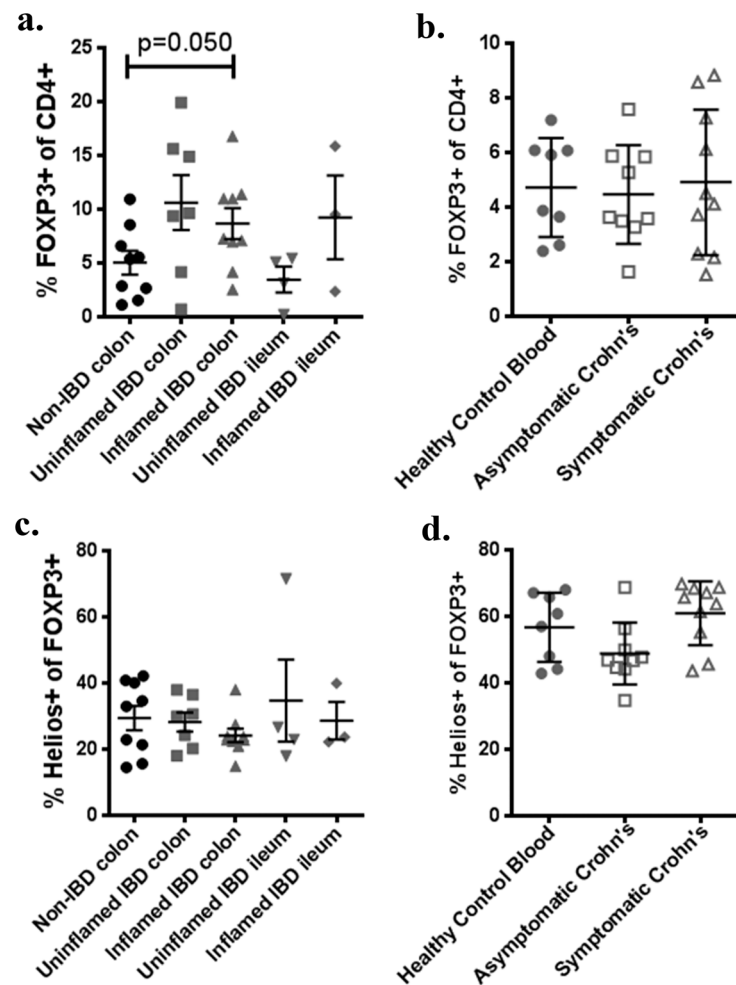 a.
% FOXP3+ of CD4+
25
20
15
10
5
0
p=0.050
Non-IBD colon
Uninflamed IBD colon
Inflamed IBD colon
Uninflamed IBD ileum
Inflamed IBD ileum
b.
% FOXP3+ of CD4+
10
8
6
4
2
0
Healthy Control Blood
Asymptomatic Crohn's
Symptomatic Crohn's
c.
% Helios+ of FOXP3+
80
60
40
20
0
Non-IBD colon
Uninflamed IBD colon
Inflamed IBD colon
Uninflamed IBD ileum
Inflamed IBD ileum
d.
% Helios+ of FOXP3+
80
60
40
20
0
Healthy Control Blood
Asymptomatic Crohn's
Symptomatic Crohn's